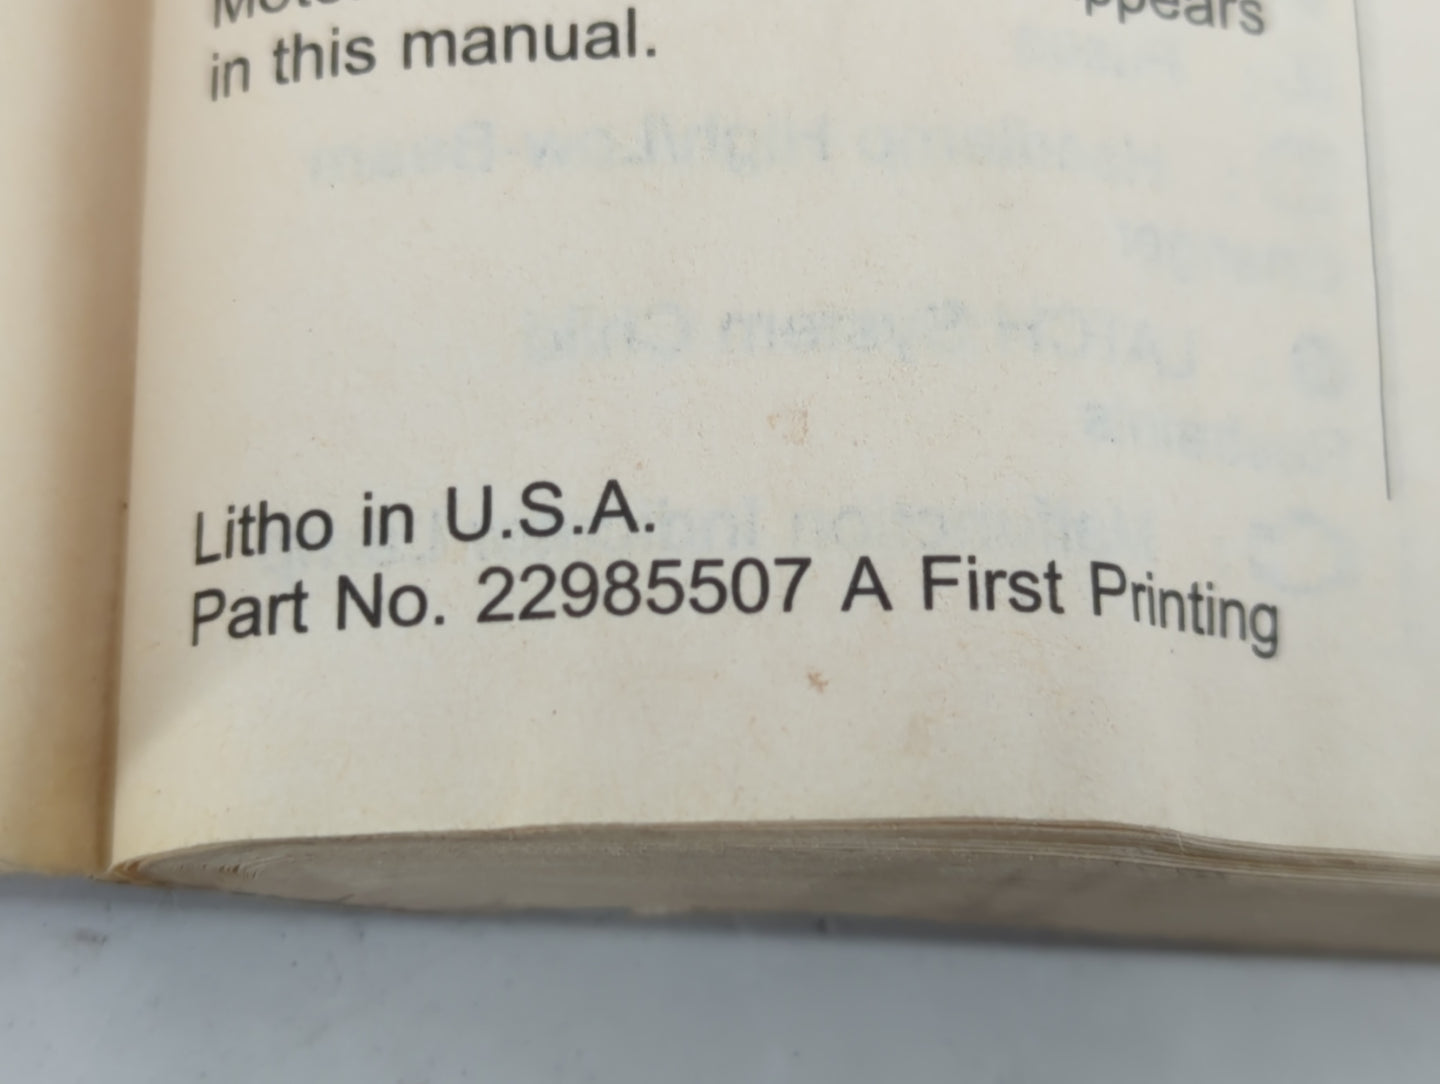 in this manual.
Litho in U.S.A.
Part No. 22985507 A First Printing